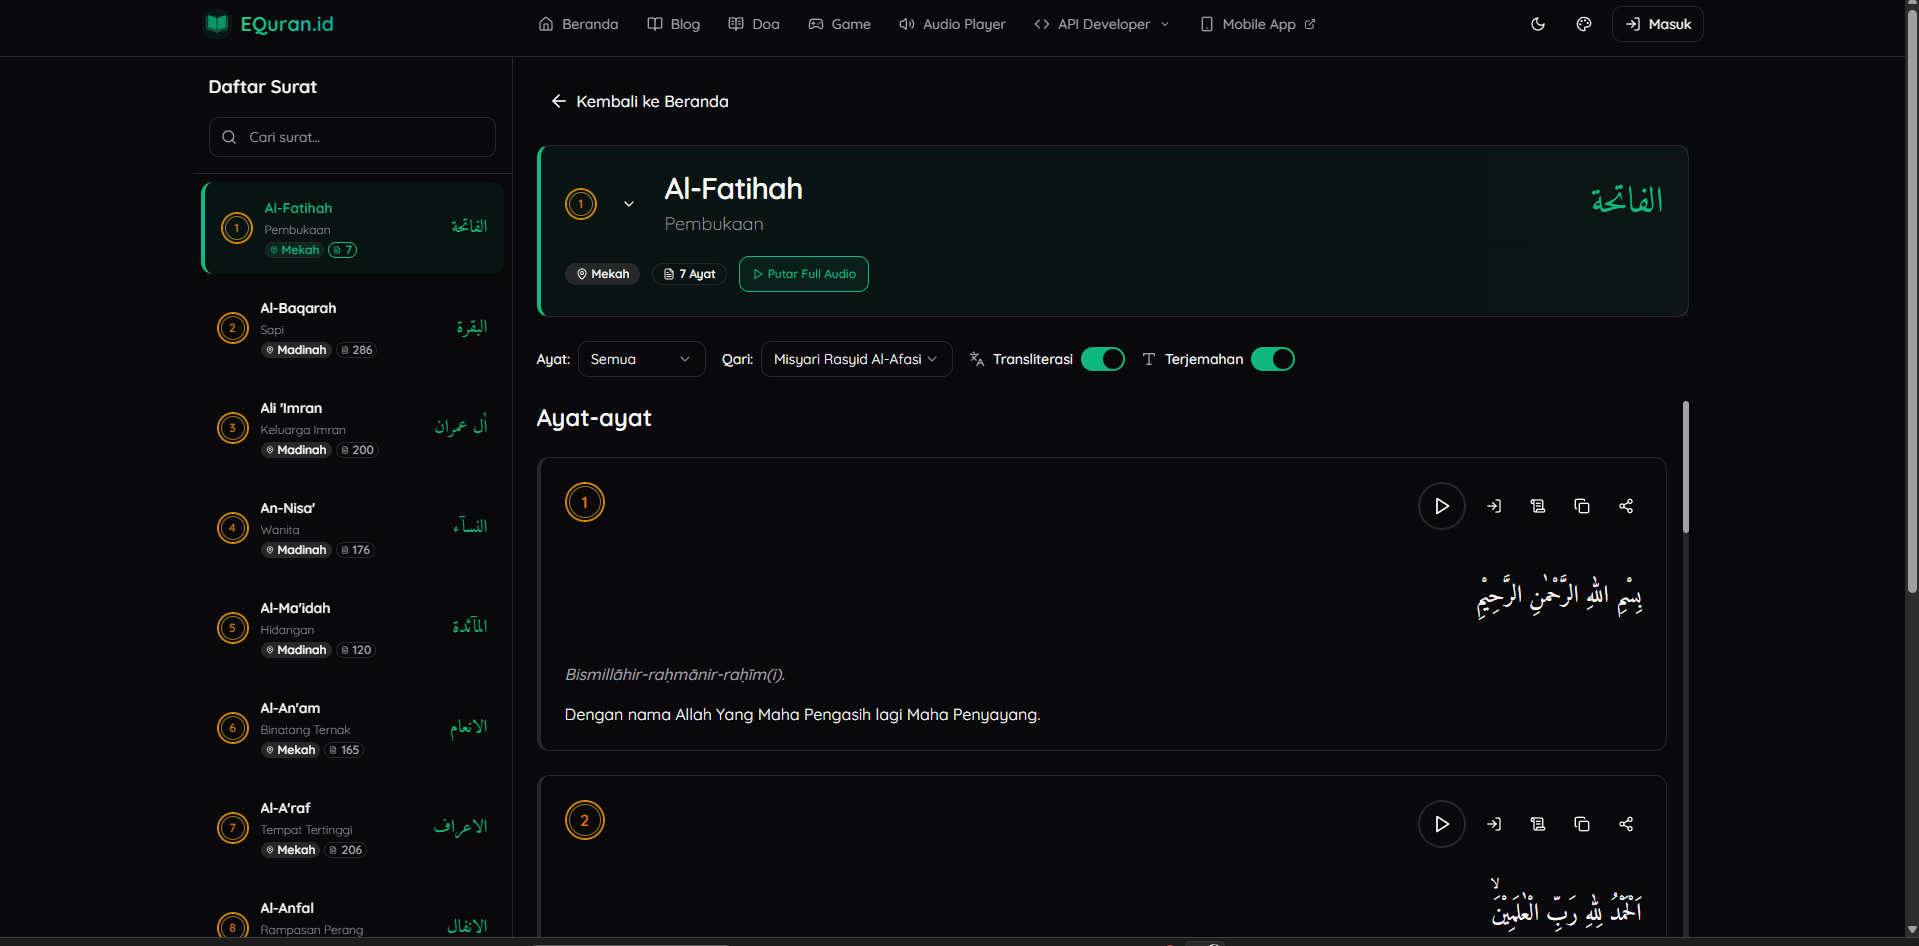 EQuran.id
Beranda
Blog
Doa
Game
Audio Player
API Developer
Mobile App
Masuk
Daftar Surat
Cari surat...
1
Al-Fatihah
Pembukaan
Mekah 7
الفاتحة
2
Al-Baqarah
Sapi
Madinah 286
البقرة
3
Ali 'Imran
Keluarga Imran
Madinah 200
اٰل عمران
4
An-Nisa'
Wanita
Madinah 176
النساۤء
5
Al-Ma'idah
Hidangan
Madinah 120
الماۤئدة
6
Al-An'am
Binatang Ternak
Mekah 165
الانعام
7
Al-A'raf
Tempat Tertinggi
Mekah 206
الاعراف
8
Al-Anfal
Rampasan Perang
الانفال
Kembali ke Beranda
1
Al-Fatihah
Pembukaan
الفاتحة
Mekah
7 Ayat
Putar Full Audio
Ayat: Semua
Qari: Misyari Rasyid Al-Afasi
Transliterasi
Terjemahan
Ayat-ayat
1
بِسْمِ اللّٰهِ الرَّحْمٰنِ الرَّحِيْمِ
Bismillāhir-raḥmānir-raḥīm(i).
Dengan nama Allah Yang Maha Pengasih lagi Maha Penyayang.
2
اَلْحَمْدُ لِلّٰهِ رَبِّ الْعٰلَمِيْنَۙ